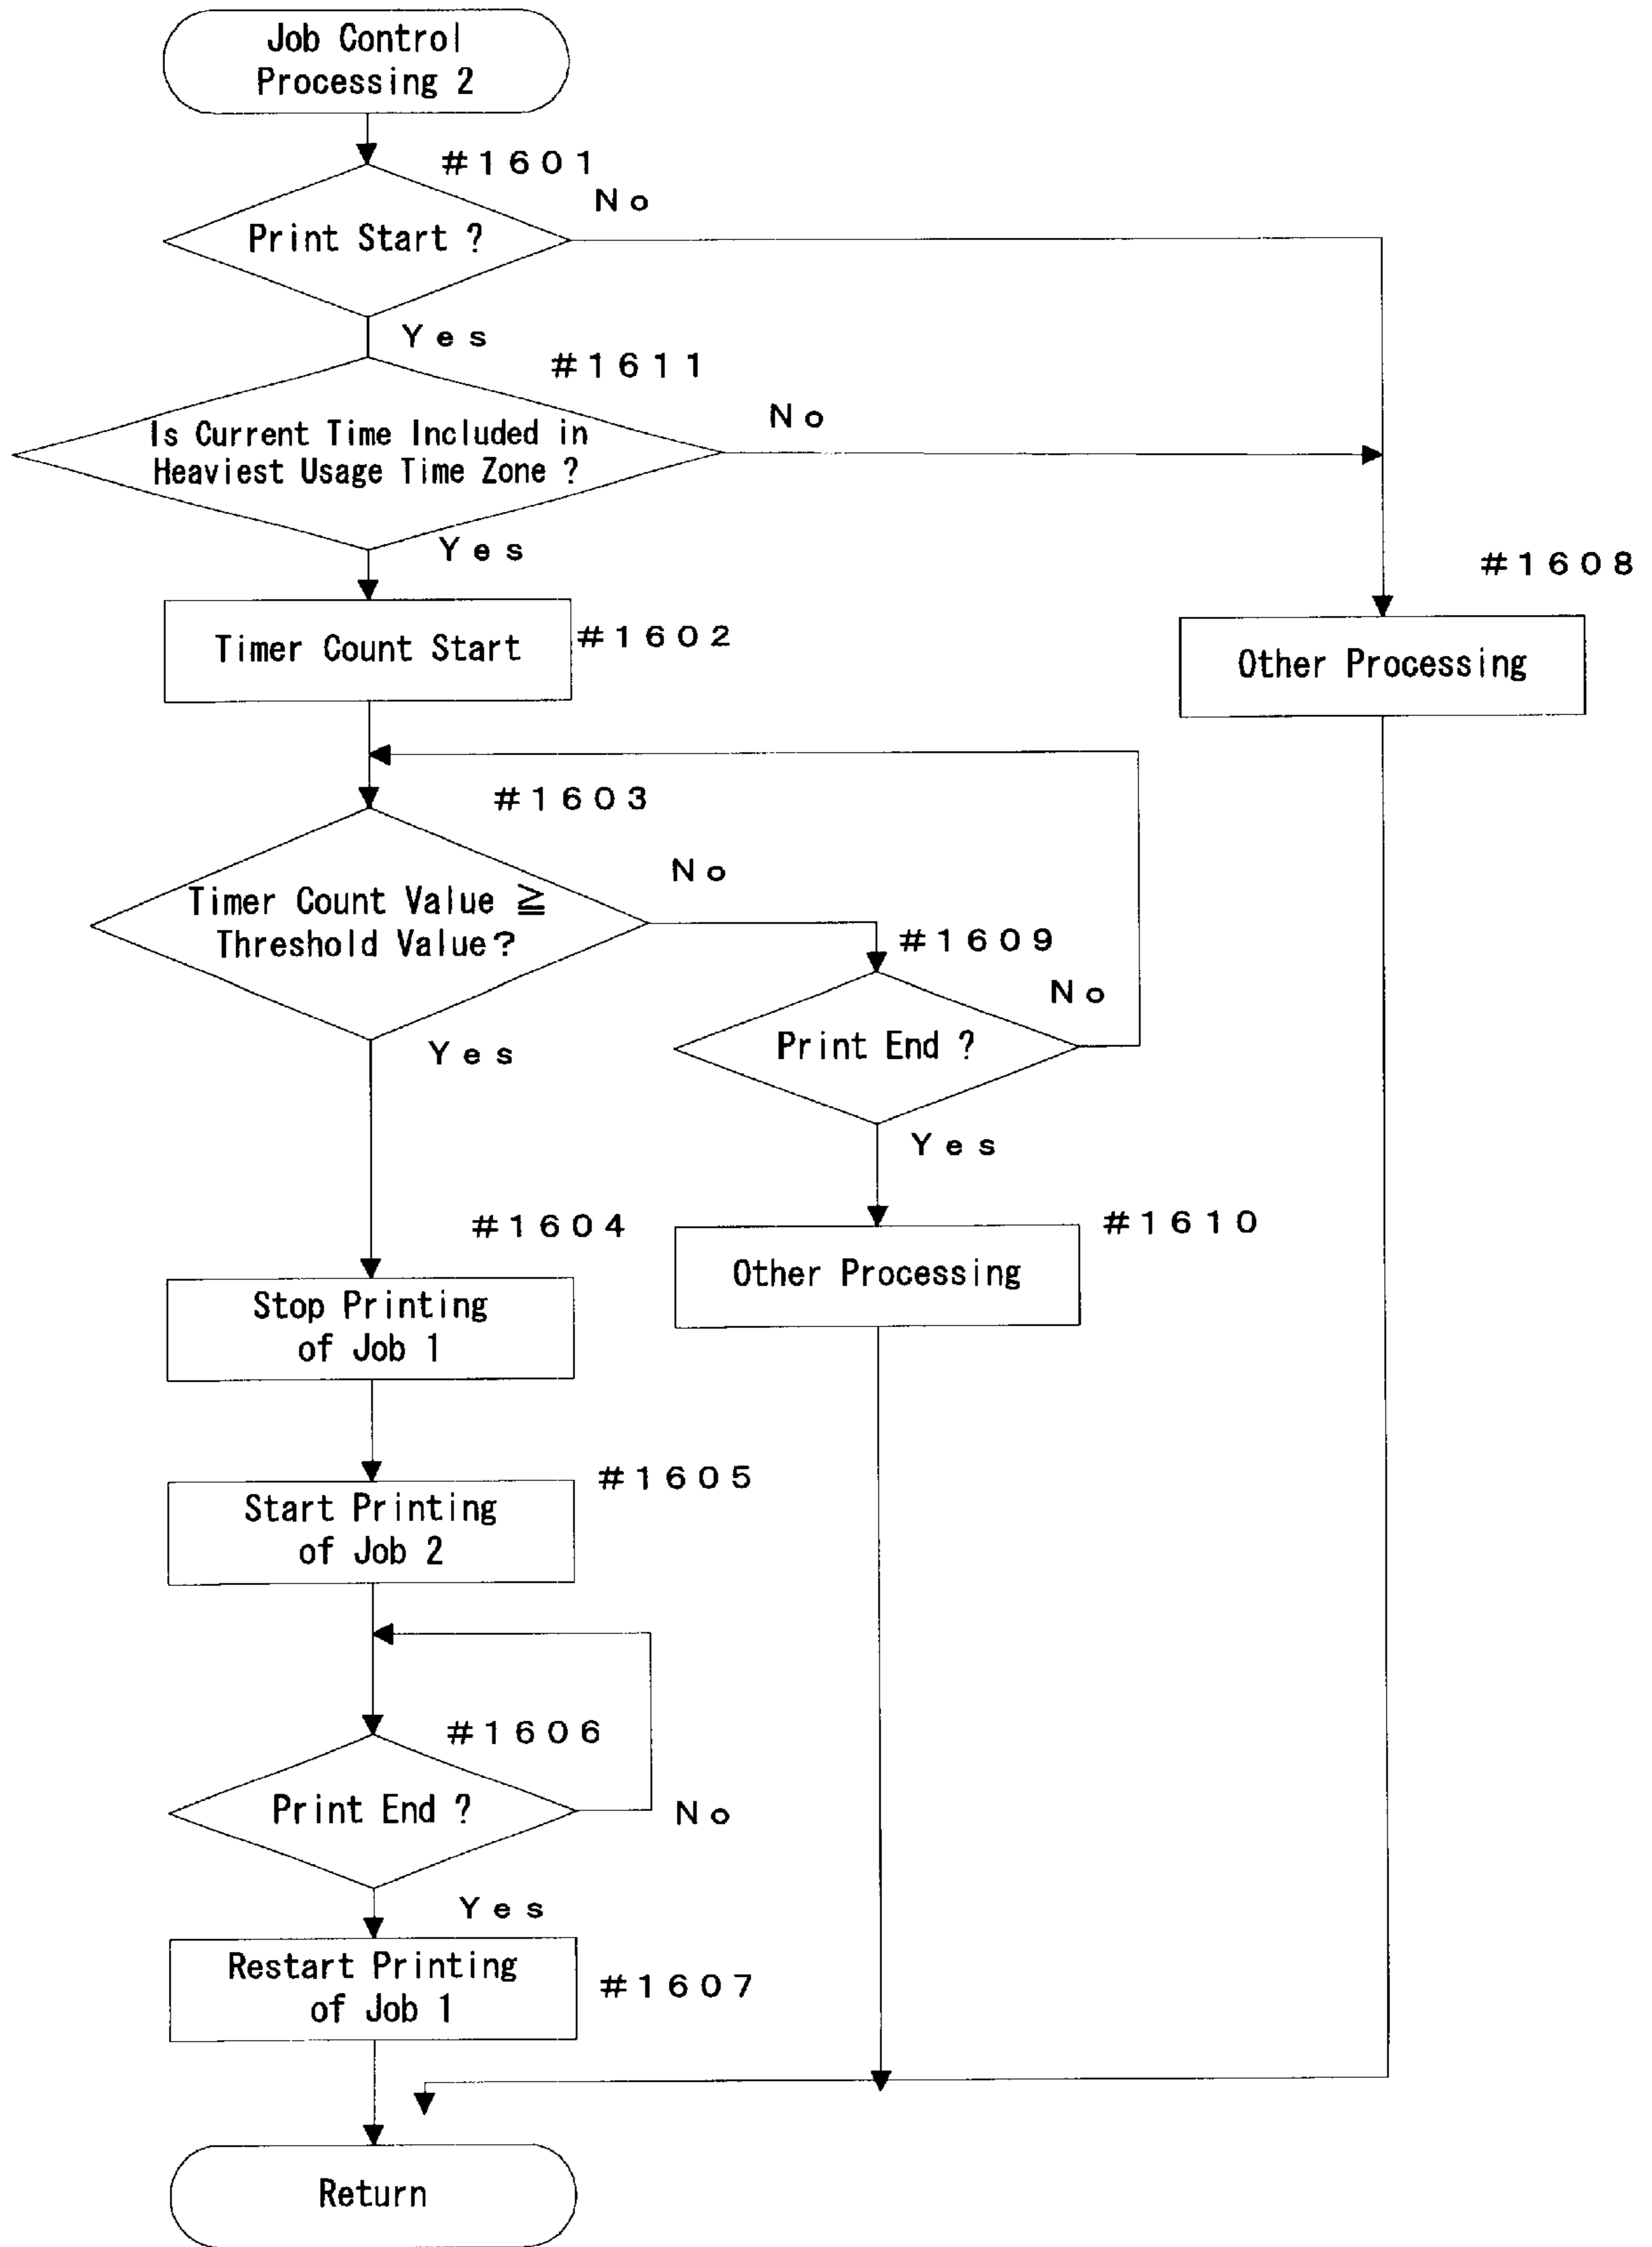 Job Control
Processing 2
#1601
No
Print Start ?
Yes
#1611
No
Is Current Time Included in
Heaviest Usage Time Zone ?
Yes
#1608
Timer Count Start
#1602
Other Processing
#1603
No
Timer Count Value ≧
Threshold Value?
#1609
No
Print End ?
Yes
Yes
#1604
#1610
Other Processing
Stop Printing
of Job 1
#1605
Start Printing
of Job 2
#1606
Print End ?
No
Yes
Restart Printing
of Job 1
#1607
Return